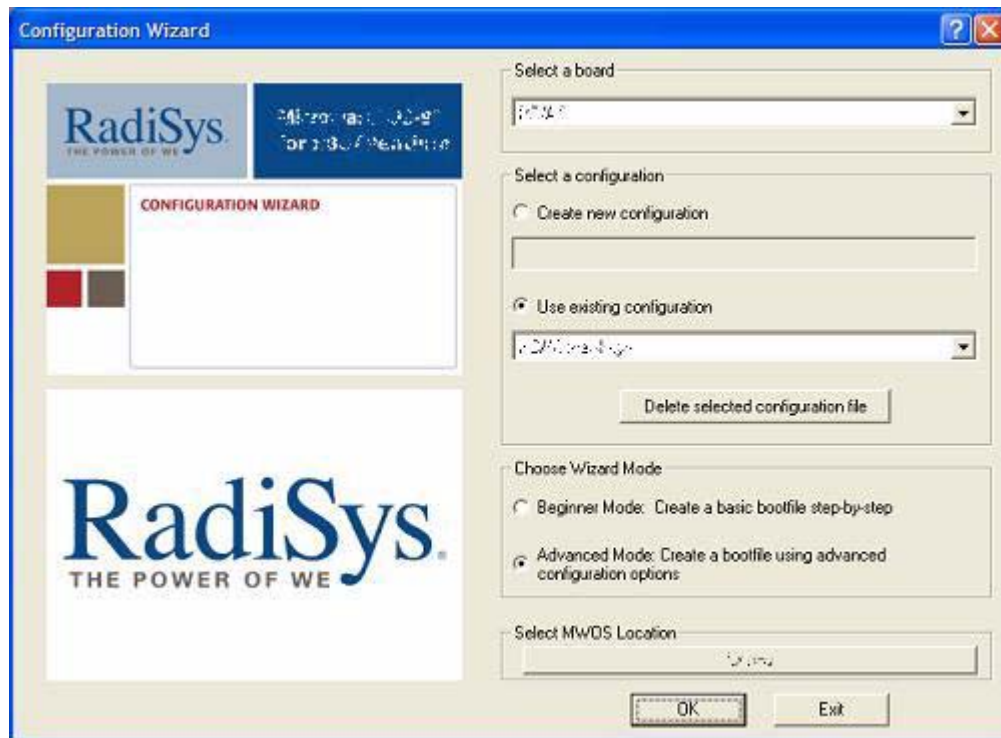 Configuration Wizard
RadiSys.
THE POWER OF WE
CONFIGURATION WIZARD
RadiSys.
THE POWER OF WE
Select a board
Select a configuration
Create new configuration
Use existing configuration
Delete selected configuration file
Choose Wizard Mode
Beginner Mode: Create a basic bootfile step-by-step
Advanced Mode: Create a bootfile using advanced
configuration options
Select MWOS Location
OK
Exit